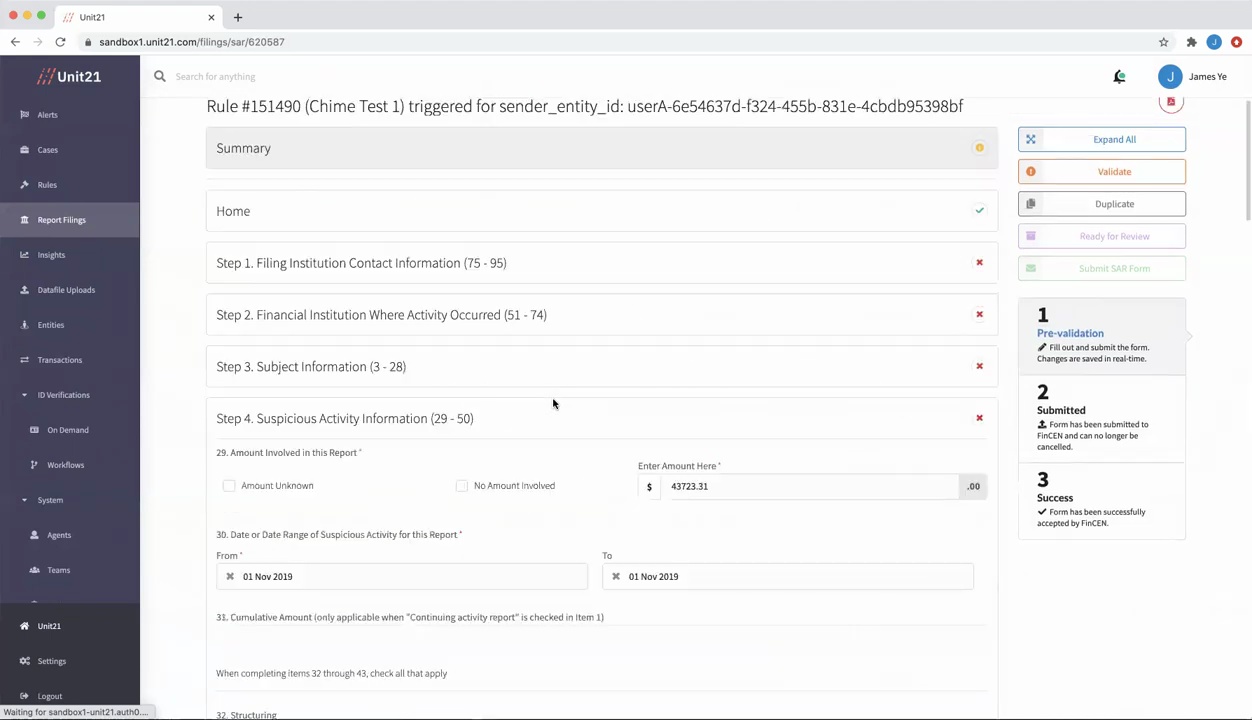 Unit21
sandbox1.unit21.com/filings/sar/620587
Unit21
Search for anything
J
J
James Ye
Alerts
Cases
Rules
Report Filings
Insights
Datafile Uploads
Entities
Transactions
ID Verifications
On Demand
Workflows
System
Agents
Teams
Unit21
Settings
Logout
Waiting for sandbox1-unit21.auth0....
Rule #151490 (Chime Test 1) triggered for sender_entity_id: userA-6e54637d-f324-455b-831e-4cbdb95398bf
Summary
Home
Step 1. Filing Institution Contact Information (75 - 95)
Step 2. Financial Institution Where Activity Occurred (51 - 74)
Step 3. Subject Information (3 - 28)
Step 4. Suspicious Activity Information (29 - 50)
29. Amount Involved in this Report *
Enter Amount Here *
Amount Unknown
No Amount Involved
$ 43723.31 .00
30. Date or Date Range of Suspicious Activity for this Report *
From *
To
01 Nov 2019
01 Nov 2019
31. Cumulative Amount (only applicable when "Continuing activity report" is checked in Item 1)
When completing items 32 through 43, check all that apply
32. Structuring
Expand All
Validate
Duplicate
Ready for Review
Submit SAR Form
1
Pre-validation
Fill out and submit the form.
Changes are saved in real-time.
2
Submitted
Form has been submitted to
FinCEN and can no longer be
cancelled.
3
Success
Form has been successfully
accepted by FinCEN.